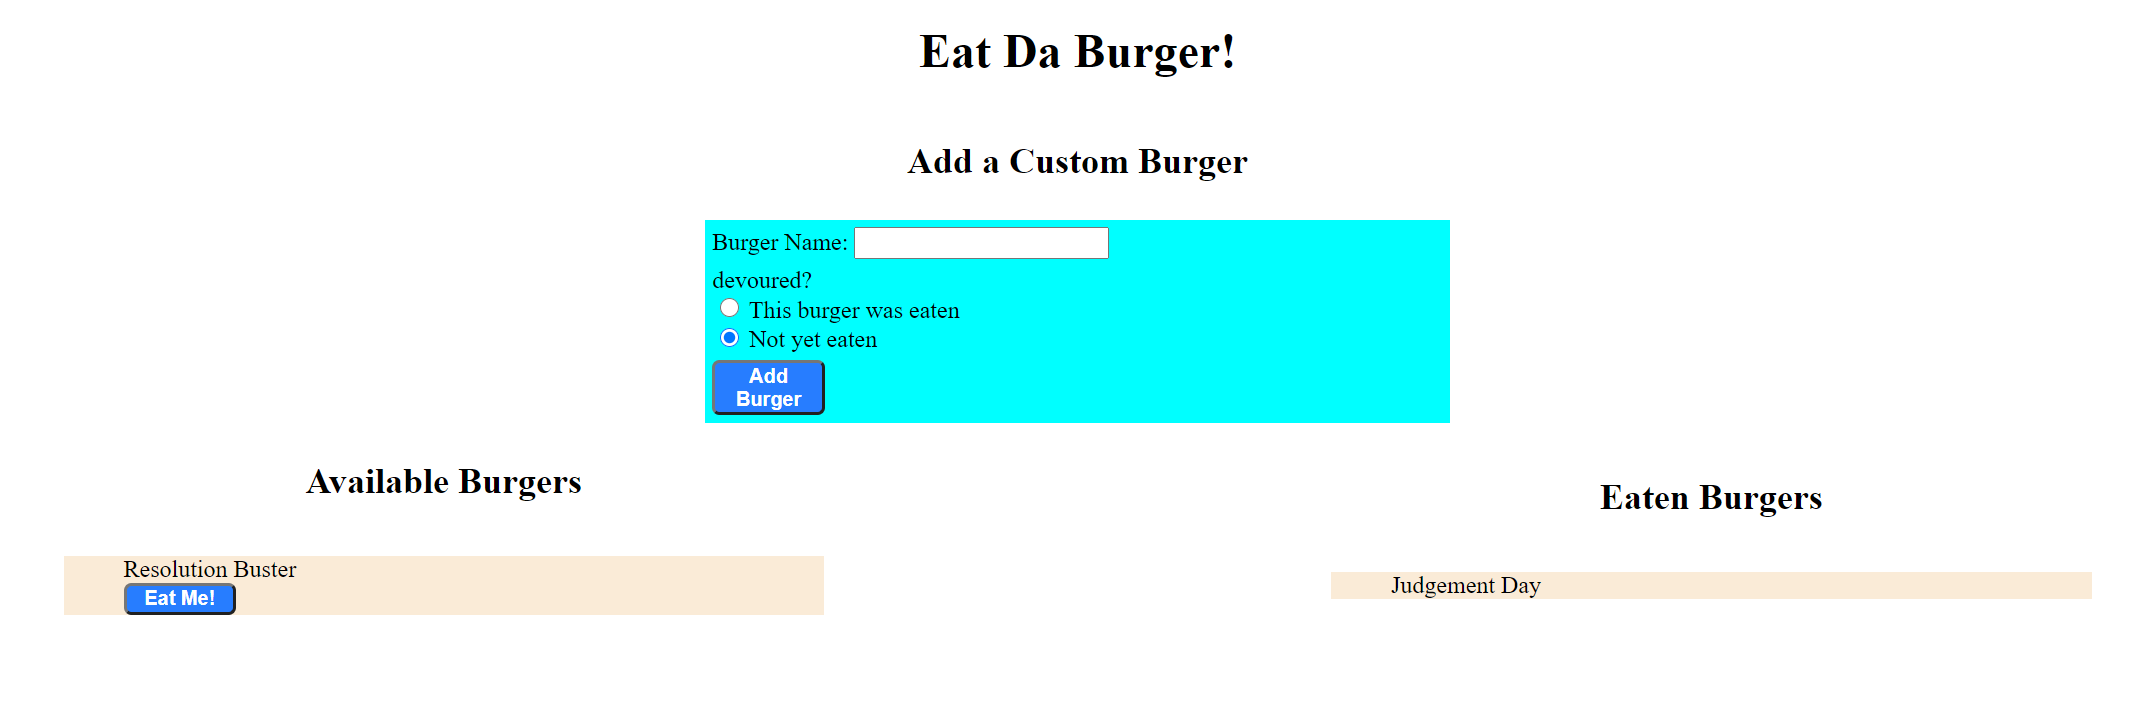 Eat Da Burger!
Add a Custom Burger
Burger Name:
devoured?
This burger was eaten
Not yet eaten
Add
Burger
Available Burgers
Resolution Buster
Eat Me!
Eaten Burgers
Judgement Day